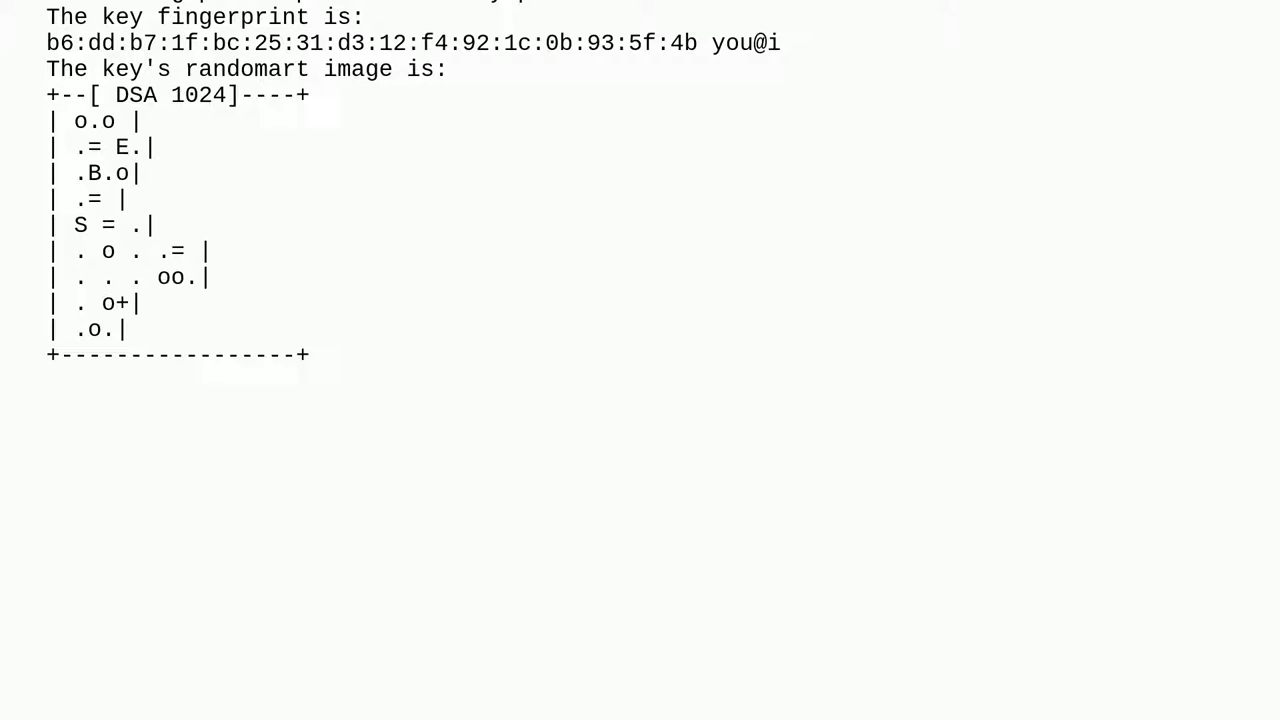 The key fingerprint is:
b6:dd:b7:1f:bc:25:31:d3:12:f4:92:1c:0b:93:5f:4b you@i
The key's randomart image is:
+--[ DSA 1024]----+
| o.o |
| .= E.|
| .B.o|
| .= |
| S = .|
| . o . .= |
| . . . oo.|
| . o+|
| .o.|
+-----------------+